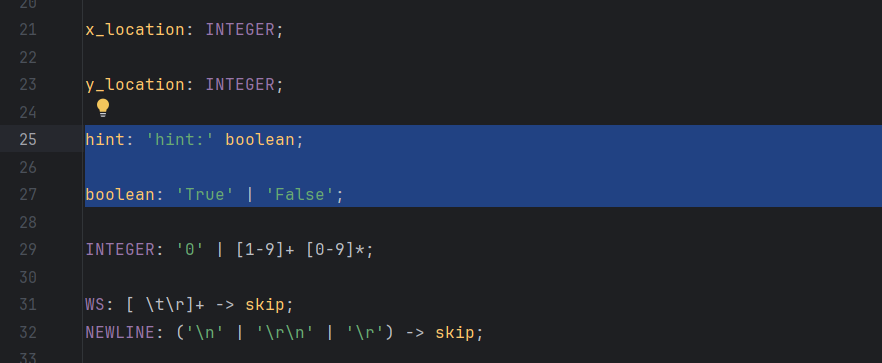 20
21 x_location: INTEGER;
22
23 y_location: INTEGER;
24
25 hint: 'hint:' boolean;
26
27 boolean: 'True' | 'False';
28
29 INTEGER: '0' | [1-9]+ [0-9]*;
30
31 WS: [ \t\r]+ -> skip;
32 NEWLINE: ('\n' | '\r\n' | '\r') -> skip;
33